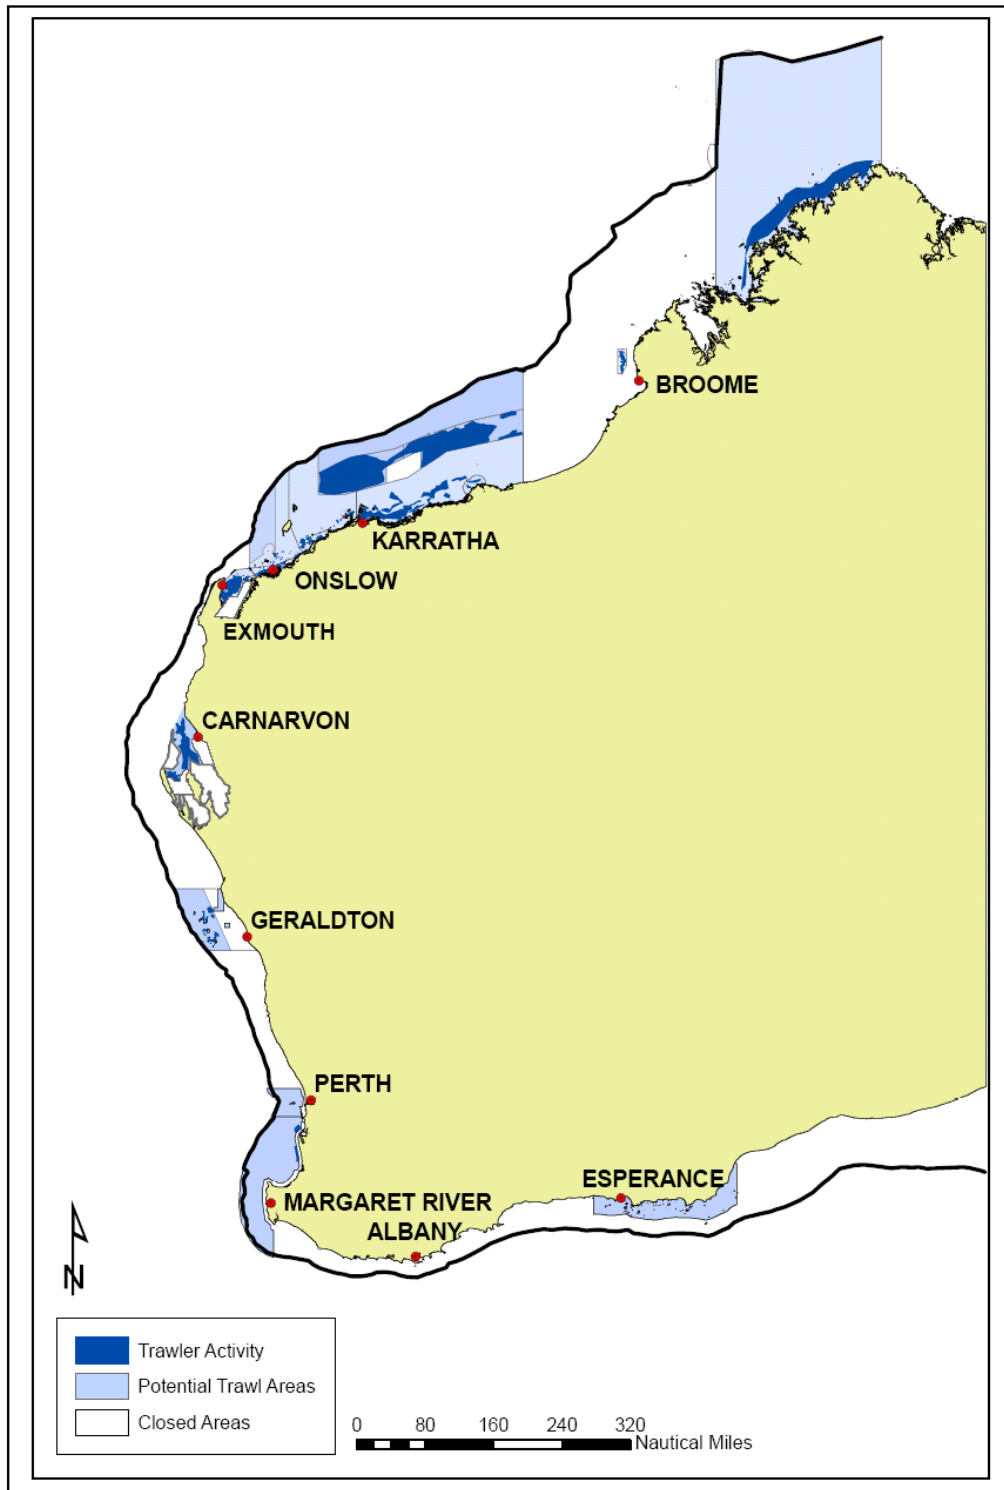 BROOME
KARRATHA
ONSLOW
EXMOUTH
CARNARVON
GERALDTON
PERTH
ESPERANCE
MARGARET RIVER
ALBANY
N
Trawler Activity
Potential Trawl Areas
Closed Areas
0 80 160 240 320
Nautical Miles